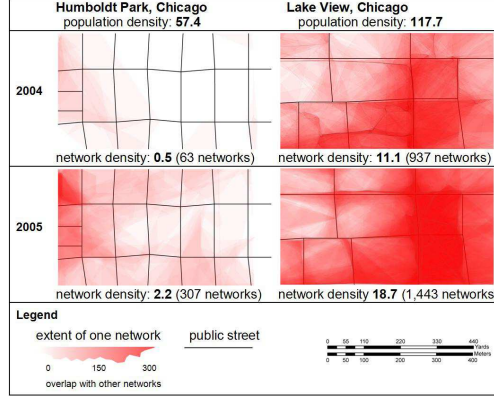 Humboldt Park, Chicago
population density: 57.4
Lake View, Chicago
population density: 117.7
2004
network density: 0.5 (63 networks)
network density: 11.1 (937 networks)
2005
network density: 2.2 (307 networks)
network density 18.7 (1,443 networks
Legend
extent of one network
public street
0 150 300
overlap with other networks
0 55 110 220 330 440
Yards
Meters
0 50 100 200 300 400